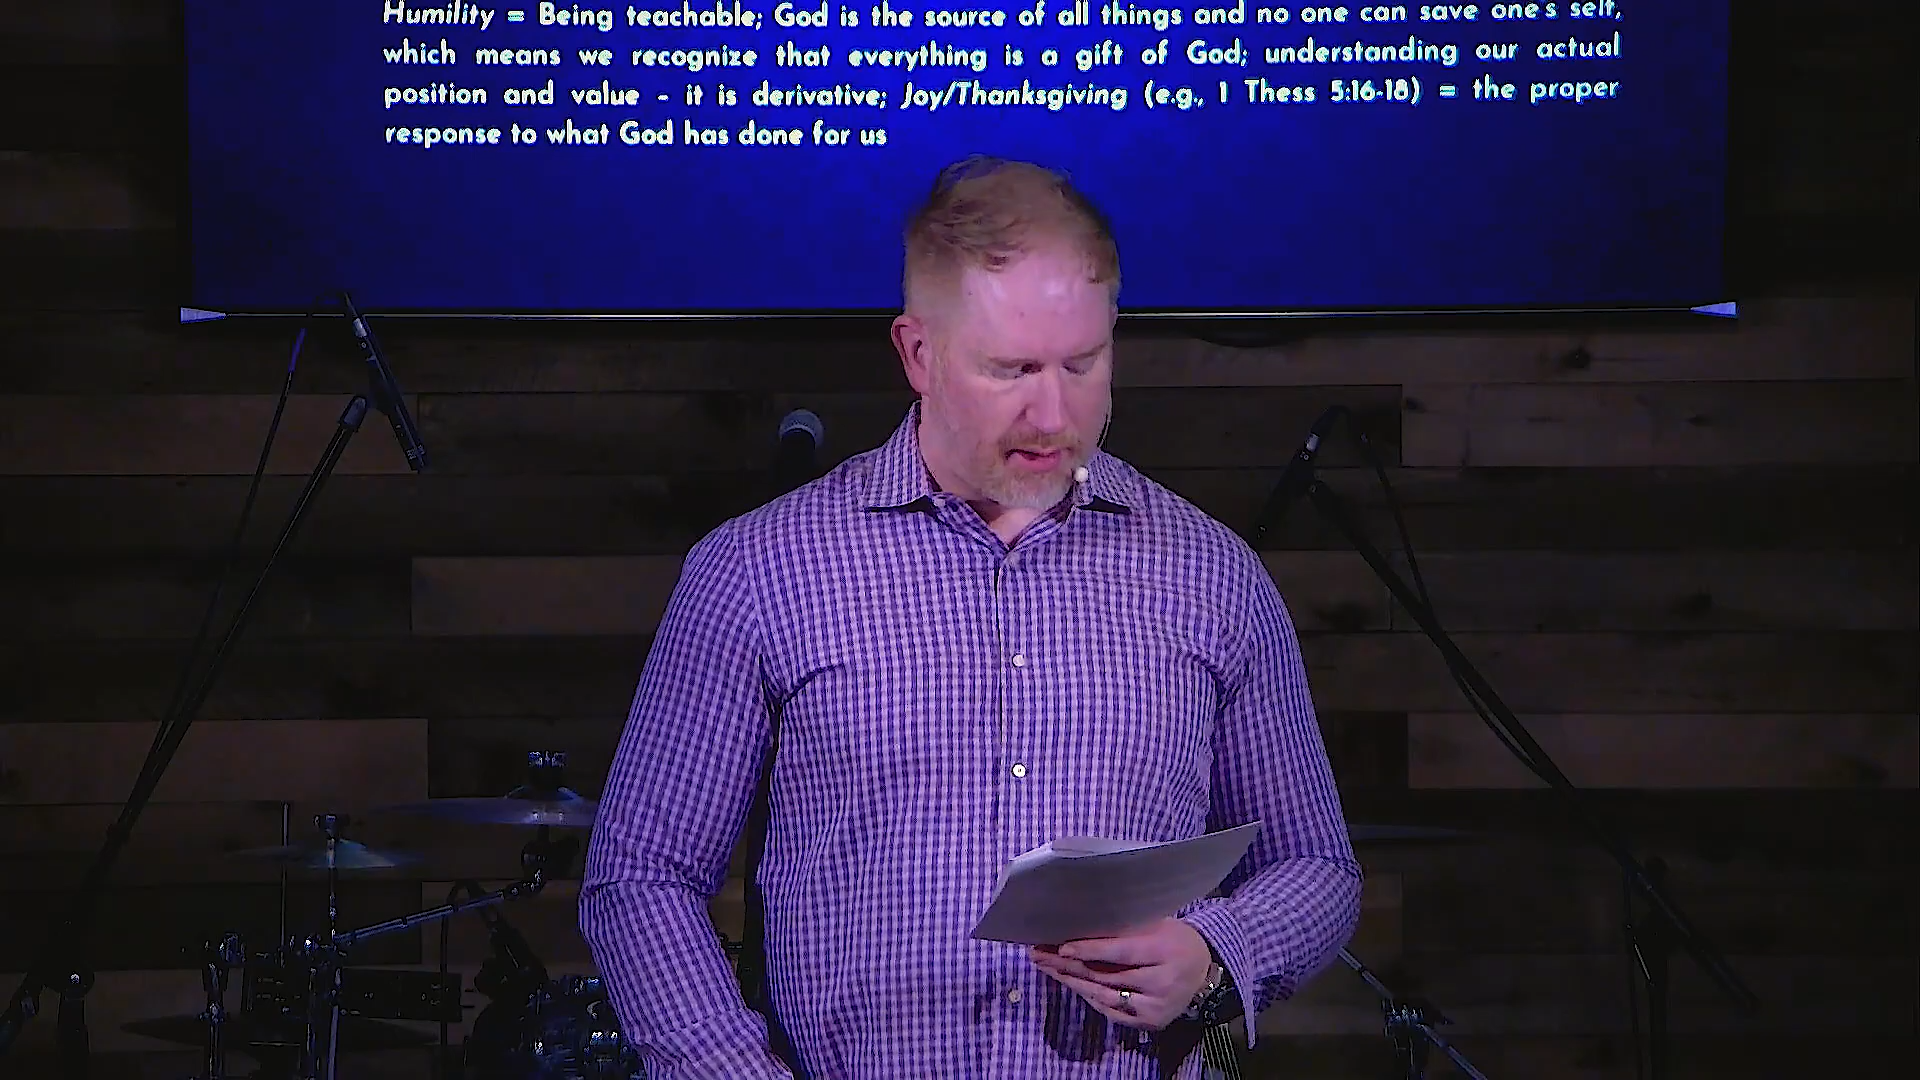 Humility = Being teachable; God is the source of all things and no one can save one's self,
which means we recognize that everything is a gift of God; understanding our actual
position and value - it is derivative; Joy/Thanksgiving (e.g., 1 Thess 5:16-18) = the proper
response to what God has done for us